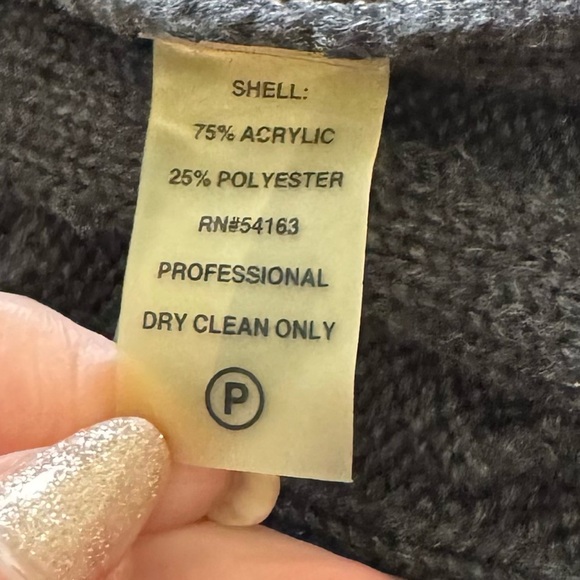 SHELL:
75% ACRYLIC
25% POLYESTER
RN#54163
PROFESSIONAL
DRY CLEAN ONLY
P